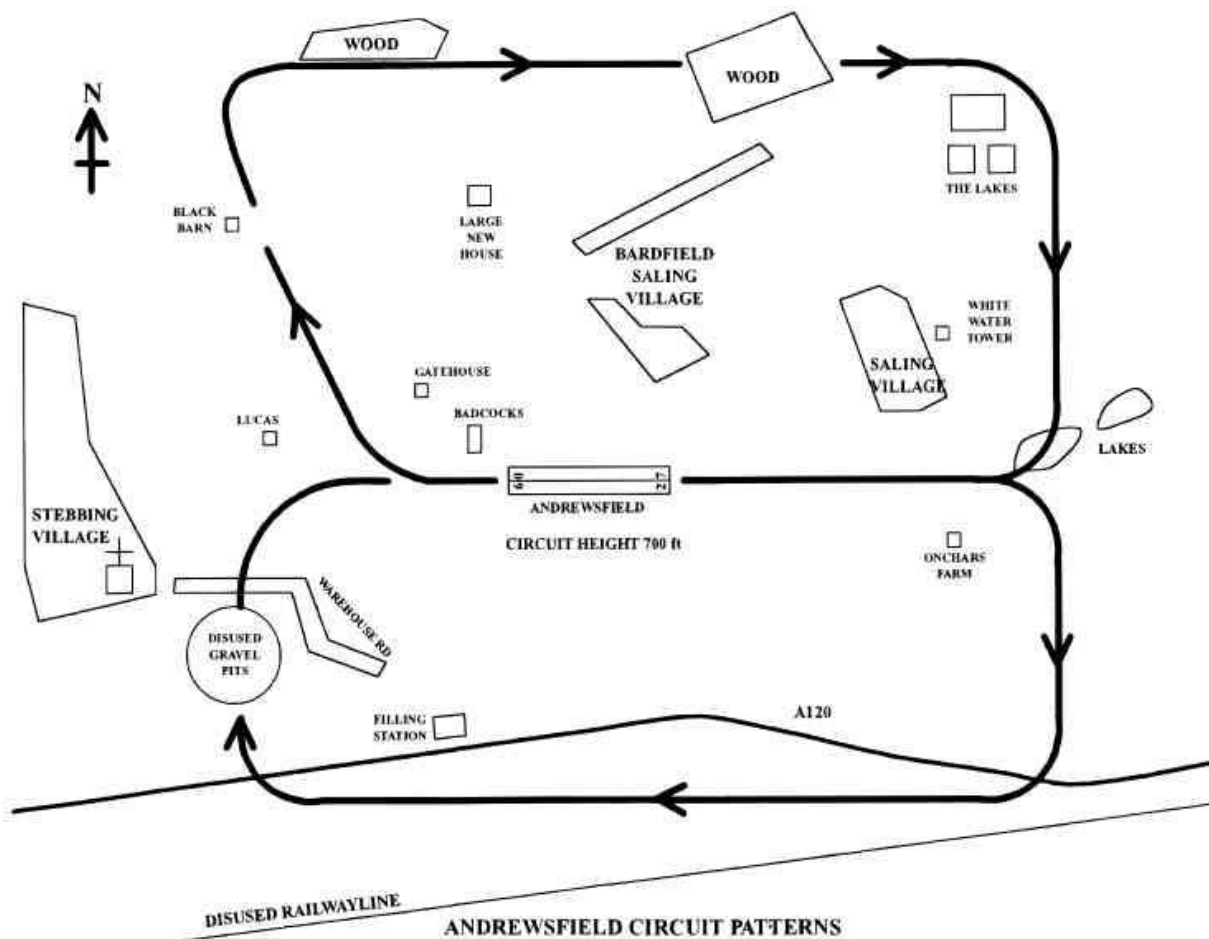 WOOD
WOOD
N
THE LAKES
BLACK
BARN
LARGE
NEW
HOUSE
BARDFIELD
SALING
VILLAGE
WHITE
WATER
TOWER
SALING
VILLAGE
GATEHOUSE
BADCOCKS
LUCAS
LAKES
09
27
ANDREWSFIELD
CIRCUIT HEIGHT 700 ft
STEBBING
VILLAGE
ONCHARS
FARM
WAREHOUSE RD
DISUSED
GRAVEL
PITS
FILLING
STATION
A120
DISUSED RAILWAYLINE
ANDREWSFIELD CIRCUIT PATTERNS